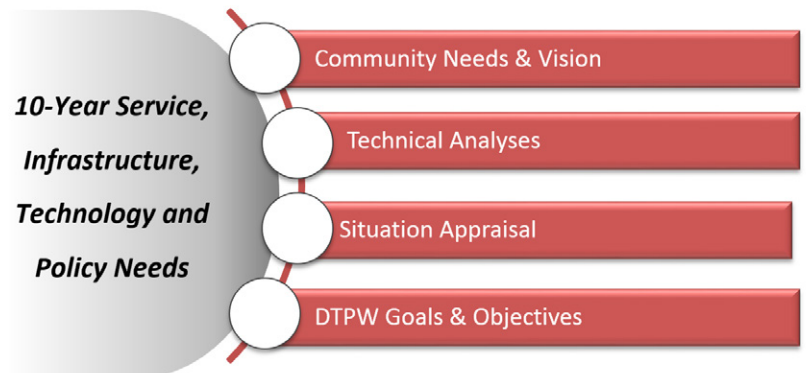 10-Year Service,
Infrastructure,
Technology and
Policy Needs
Community Needs & Vision
Technical Analyses
Situation Appraisal
DTPW Goals & Objectives